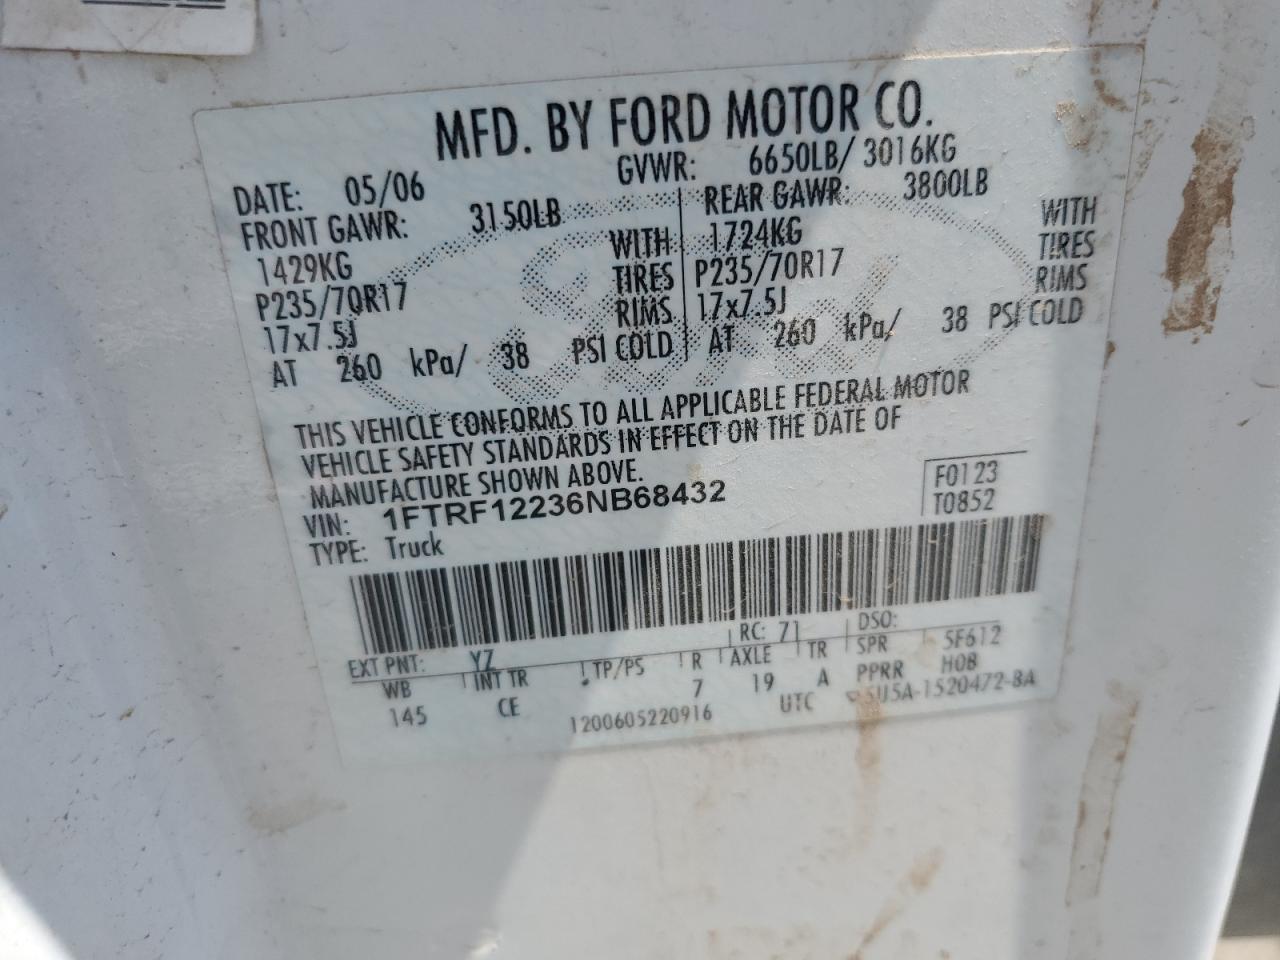 MFD. BY FORD MOTOR CO.
DATE: 05/06 GVWR: 6650LB/ 3016KG
FRONT GAWR: 3150LB REAR GAWR: 3800LB
1429KG WITH 1724KG WITH
P235/70R17 TIRES P235/70R17 TIRES
17x7.5J RIMS 17x7.5J RIMS
AT 260 kPa/ 38 PSI COLD AT 260 kPa/ 38 PSI COLD
THIS VEHICLE CONFORMS TO ALL APPLICABLE FEDERAL MOTOR
VEHICLE SAFETY STANDARDS IN EFFECT ON THE DATE OF
MANUFACTURE SHOWN ABOVE.
VIN: 1FTRF12236NB68432
F0123
T0852
TYPE: Truck
EXT PNT: YZ RC: 71 DSO:
WB INT TR TP/PS R AXLE TR SPR 5F612
145 CE 7 19 A PPRR H0B
1200605220916 UTC 5U5A-1520472-BA